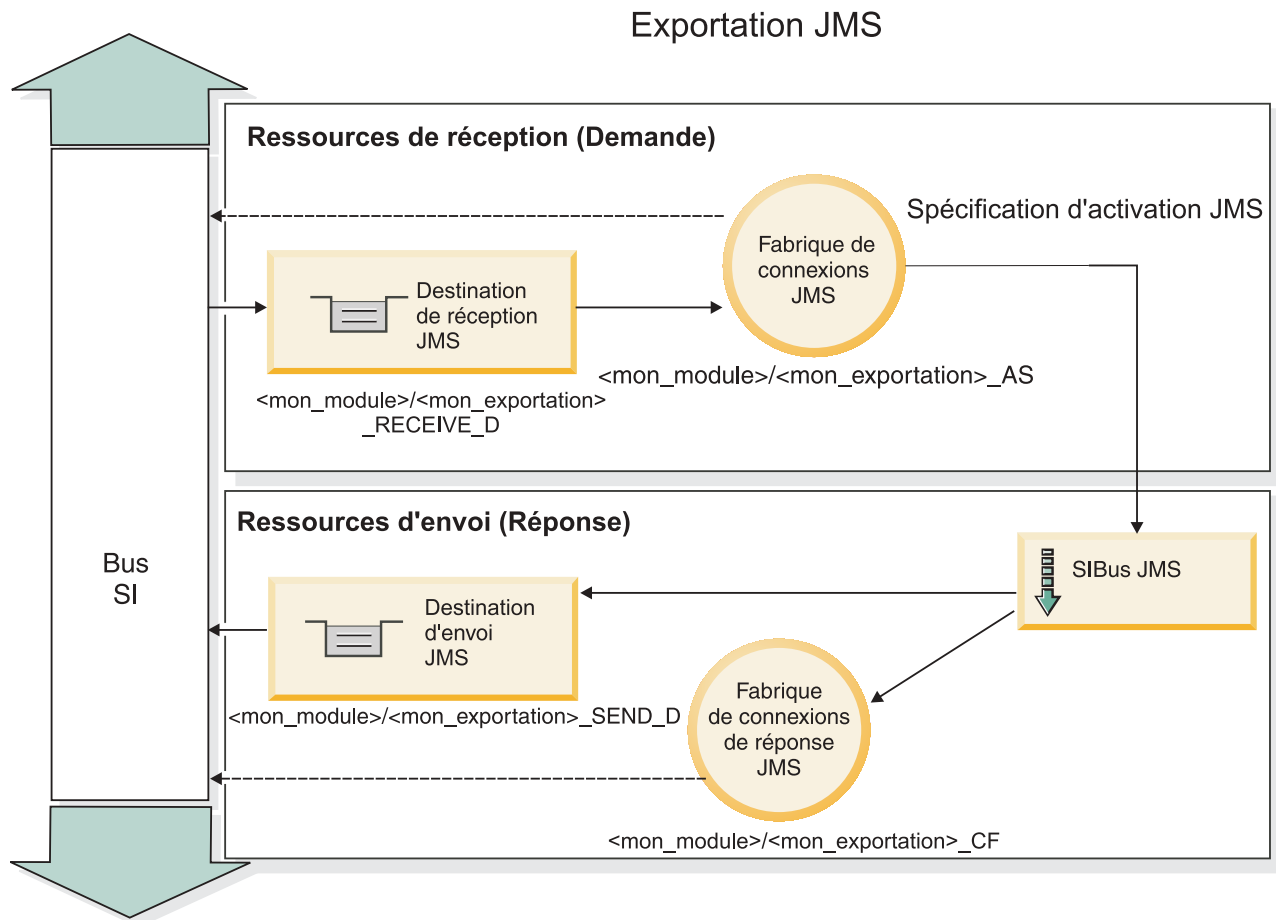 Exportation JMS
Ressources de réception (Demande)
Spécification d'activation JMS
Fabrique de
connexions
JMS
Destination
de réception
JMS
<mon_module>/<mon_exportation>_AS
<mon_module>/<mon_exportation>
_RECEIVE_D
Ressources d'envoi (Réponse)
Bus
SI
SIBus JMS
Destination
d'envoi
JMS
<mon_module>/<mon_exportation>_SEND_D
Fabrique
de connexions
de réponse
JMS
<mon_module>/<mon_exportation>_CF